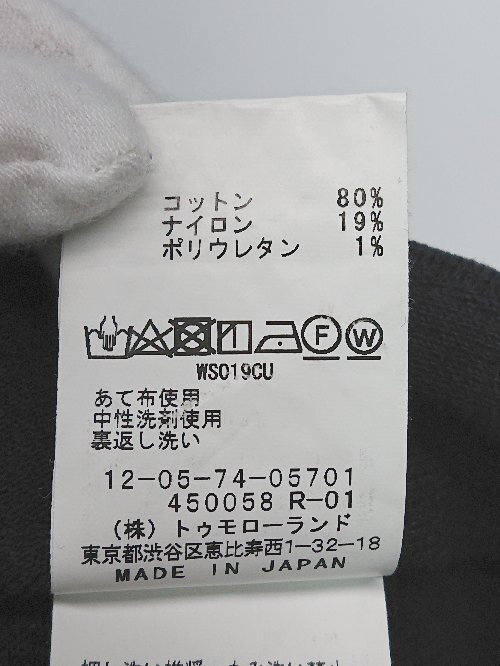 コットン 80%
ナイロン 19%
ポリウレタン 1%
F W
WS019CU
あて布使用
中性洗剤使用
裏返し洗い
12-05-74-05701
450058 R-01
(株) トゥモローランド
東京都渋谷区恵比寿西1-32-18
MADE IN JAPAN